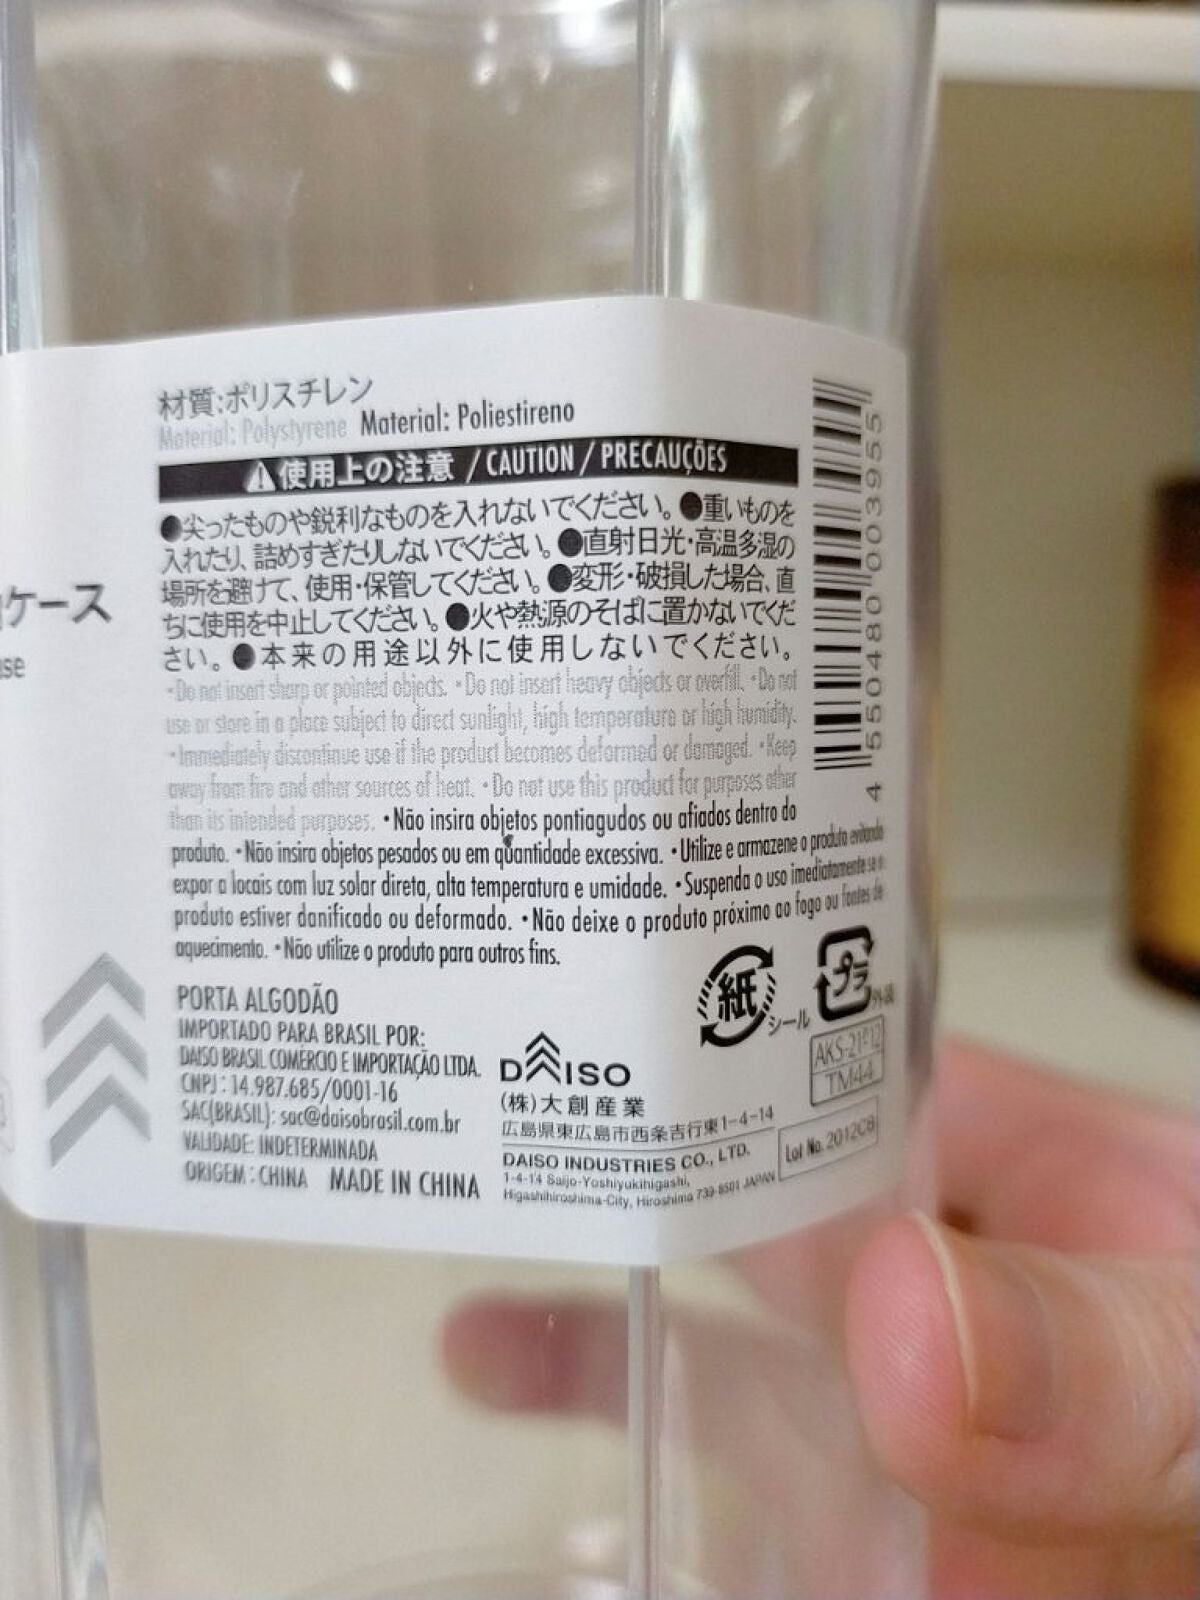 ケース
材質:ポリスチレン
Material: Polystyrene Material: Poliestireno
使用上の注意 / CAUTION / PRECAUÇÕES
●尖ったものや鋭利なものを入れないでください。●重いものを
入れたり、詰めすぎたりしないでください。●直射日光・高温多湿の
場所を避けて、使用・保管してください。●変形・破損した場合、直
ちに使用を中止してください。●火や熱源のそばに置かないでくだ
さい。●本来の用途以外に使用しないでください。
•Do not insert sharp or pointed objects. •Do not insert heavy objects or overfill. •Do not
use or store in a place subject to direct sunlight, high temperature or high humidity.
•Immediately discontinue use if the product becomes deformed or damaged. •Keep
away from fire and other sources of heat. •Do not use this product for purposes other
than its intended purposes. •Não insira objetos pontiagudos ou afiados dentro do
produto. •Não insira objetos pesados ou em quantidade excessiva. •Utilize e armazene o produto evitando
expor a locais com luz solar direta, alta temperatura e umidade. •Suspenda o uso imediatamente se o
produto estiver danificado ou deformado. •Não deixe o produto próximo ao fogo ou fontes de
aquecimento. •Não utilize o produto para outros fins.
4 550480 003955
PORTA ALGODÃO
IMPORTADO PARA BRASIL POR:
DAISO BRASIL COMERCIO E IMPORTAÇÃO LTDA.
CNPJ: 14.987.685/0001-16
SAC(BRASIL): sac@daisobrasil.com.br
VALIDADE: INDETERMINADA
ORIGEM: CHINA MADE IN CHINA
DAISO
(株)大創産業
広島県東広島市西条吉行東1-4-14
DAISO INDUSTRIES CO., LTD.
1-4-14 Saijo-Yoshiyukihigashi,
Higashihiroshima-City, Hiroshima 739-8501 JAPAN
紙
シール
プラ
外装
TM44
Lot No. 2012CB